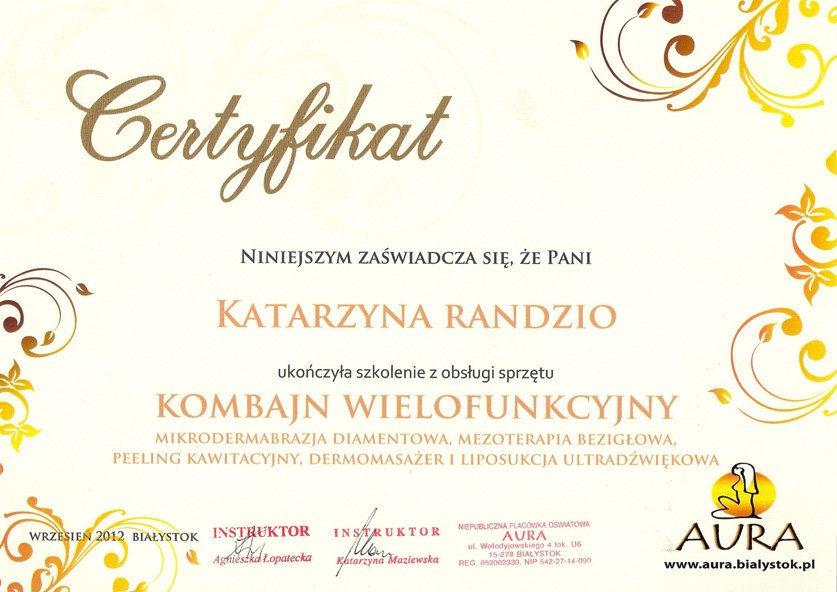 Certyfikat
Niniejszym zaświadcza się, że Pani
Katarzyna Randzio
ukończyła szkolenie z obsługi sprzętu
KOMBAJN WIELOFUNKCYJNY
MIKRODERMABRAZJA DIAMENTOWA, MEZOTERAPIA BEZIGŁOWA,
PEELING KAWITACYJNY, DERMOMASAŻER I LIPOSUKCJA ULTRADŹWIĘKOWA
WRZESIEŃ 2012 BIAŁYSTOK
INSTRUKTOR
Agnieszka Łopatecka
INSTRUKTOR
Katarzyna Maziewska
NIEPUBLICZNA PLACÓWKA OŚWIATOWA
AURA
ul. Wołodyjowskiego 4 lok. U6
15-278 BIAŁYSTOK
REG. 052002330, NIP 542-27-14-090
AURA
www.aura.bialystok.pl